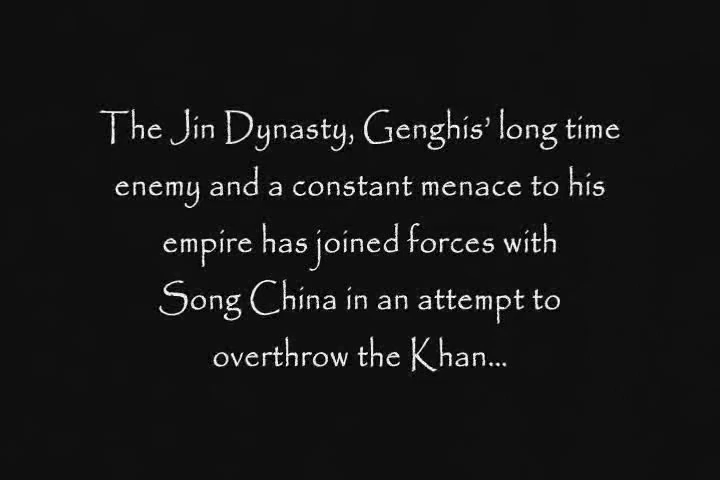 The Jin Dynasty, Genghis' long time
enemy and a constant menace to his
empire has joined forces with
Song China in an attempt to
overthrow the Khan...